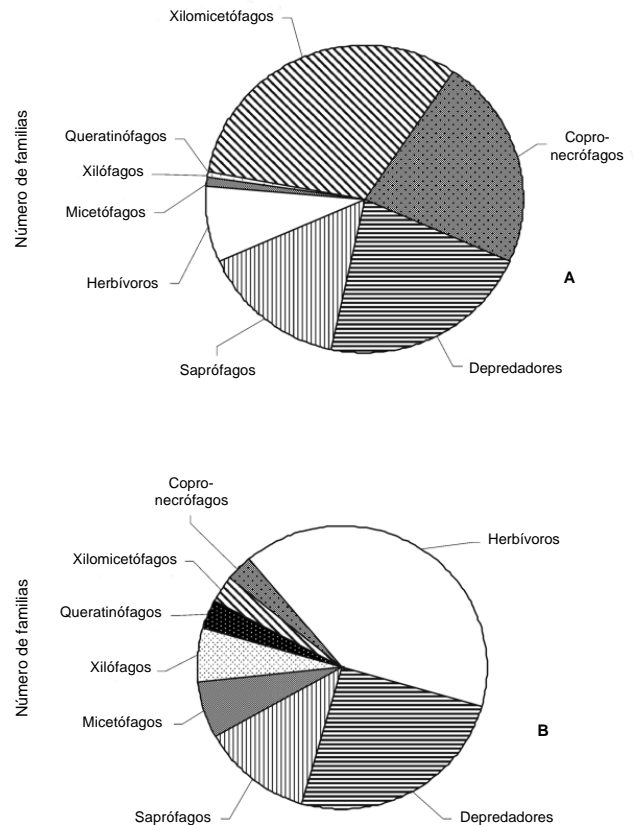 Xilomicetófagos
Número de familias
Queratinófagos
Xilófagos
Micetófagos
Herbívoros
Saprófagos
Copro-
necrófagos
A
Depredadores
Número de familias
Copro-
necrófagos
Xilomicetófagos
Queratinófagos
Xilófagos
Micetófagos
Saprófagos
Herbívoros
B
Depredadores